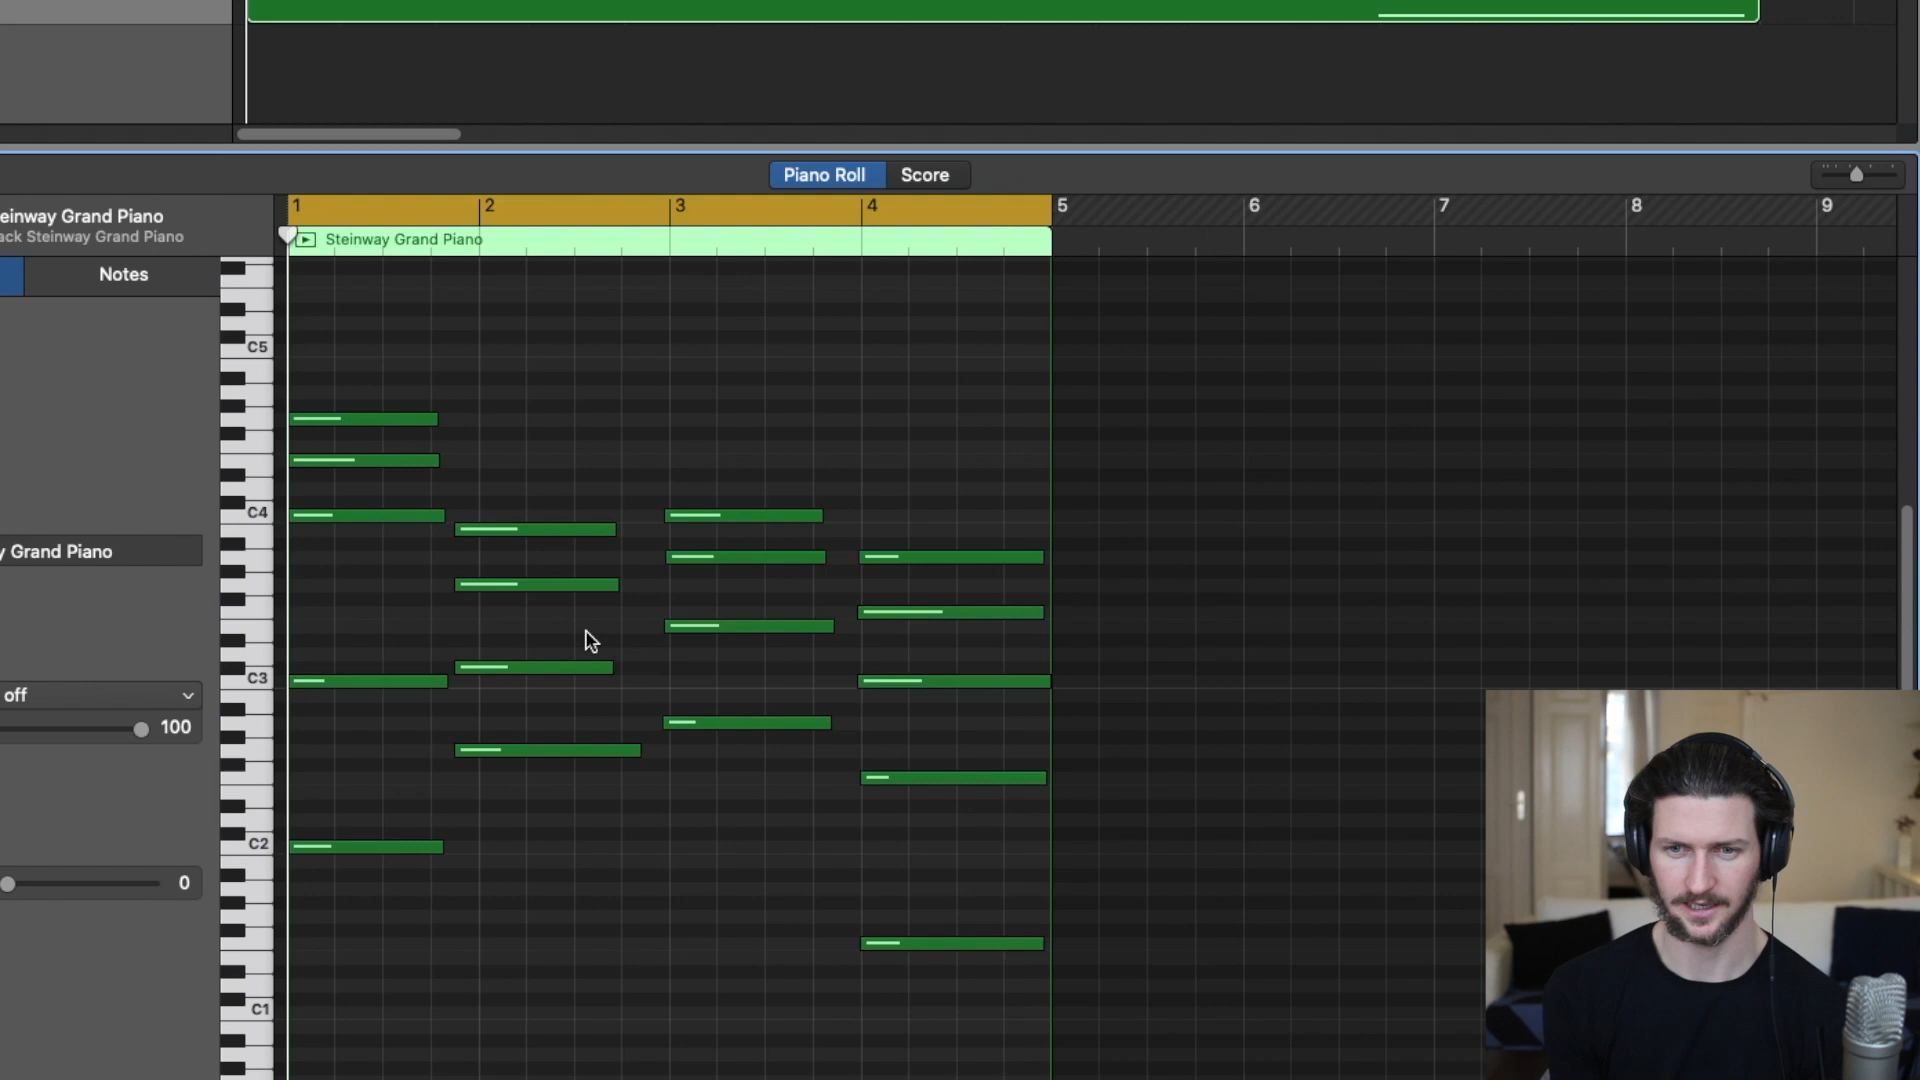 Piano Roll Score
1 2 3 4 5 6 7 8 9
einway Grand Piano
ack Steinway Grand Piano
Steinway Grand Piano
Notes
C5
C4
y Grand Piano
C3
off
100
C2
0
C1